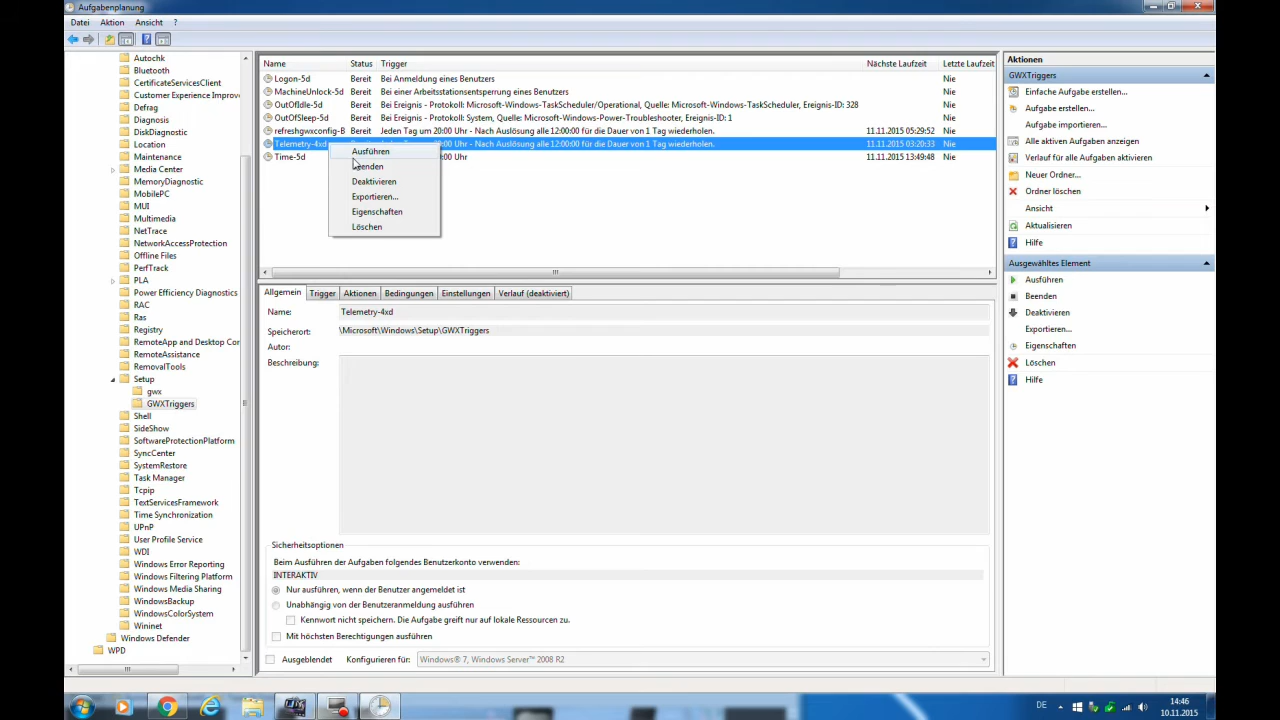 Aufgabenplanung
Datei Aktion Ansicht ?
Autochk
Bluetooth
CertificateServicesClient
Customer Experience Improve
Defrag
Diagnosis
DiskDiagnostic
Location
Maintenance
Media Center
MemoryDiagnostic
MobilePC
MUI
Multimedia
NetTrace
NetworkAccessProtection
Offline Files
PerfTrack
PLA
Power Efficiency Diagnostics
RAC
Ras
Registry
RemoteApp and Desktop Cor
RemoteAssistance
RemovalTools
Setup
gwx
GWXTriggers
Shell
SideShow
SoftwareProtectionPlatform
SyncCenter
SystemRestore
Task Manager
Tcpip
TextServicesFramework
Time Synchronization
UPnP
User Profile Service
WDI
Windows Error Reporting
Windows Filtering Platform
Windows Media Sharing
WindowsBackup
WindowsColorSystem
Wininet
Windows Defender
WPD
Name Status Trigger Nächste Laufzeit Letzte Laufzeit
Logon-5d Bereit Bei Anmeldung eines Benutzers Nie
MachineUnlock-5d Bereit Bei einer Arbeitsstationsentsperrung eines Benutzers Nie
OutOfIdle-5d Bereit Bei Ereignis - Protokoll: Microsoft-Windows-TaskScheduler/Operational, Quelle: Microsoft-Windows-TaskScheduler, Ereignis-ID: 328 Nie
OutOfSleep-5d Bereit Bei Ereignis - Protokoll: System, Quelle: Microsoft-Windows-Power-Troubleshooter, Ereignis-ID: 1 Nie
refreshgwxconfig-B Bereit Jeden Tag um 20:00 Uhr - Nach Auslösung alle 12:00:00 für die Dauer von 1 Tag wiederholen. 11.11.2015 05:29:52 Nie
Telemetry-4xd :00 Uhr - Nach Auslösung alle 12:00:00 für die Dauer von 1 Tag wiederholen. 11.11.2015 03:20:33 Nie
Time-5d :00 Uhr 11.11.2015 13:49:48 Nie
Ausführen
enden
Deaktivieren
Exportieren...
Eigenschaften
Löschen
Allgemein Trigger Aktionen Bedingungen Einstellungen Verlauf (deaktiviert)
Name: Telemetry-4xd
Speicherort: \Microsoft\Windows\Setup\GWXTriggers
Autor:
Beschreibung:
Sicherheitsoptionen
Beim Ausführen der Aufgaben folgendes Benutzerkonto verwenden:
INTERAKTIV
Nur ausführen, wenn der Benutzer angemeldet ist
Unabhängig von der Benutzeranmeldung ausführen
Kennwort nicht speichern. Die Aufgabe greift nur auf lokale Ressourcen zu.
Mit höchsten Berechtigungen ausführen
Ausgeblendet Konfigurieren für: Windows® 7, Windows Server™ 2008 R2
Aktionen
GWXTriggers
Einfache Aufgabe erstellen...
Aufgabe erstellen...
Aufgabe importieren...
Alle aktiven Aufgaben anzeigen
Verlauf für alle Aufgaben aktivieren
Neuer Ordner...
Ordner löschen
Ansicht
Aktualisieren
Hilfe
Ausgewähltes Element
Ausführen
Beenden
Deaktivieren
Exportieren...
Eigenschaften
Löschen
Hilfe
DE 14:46
10.11.2015